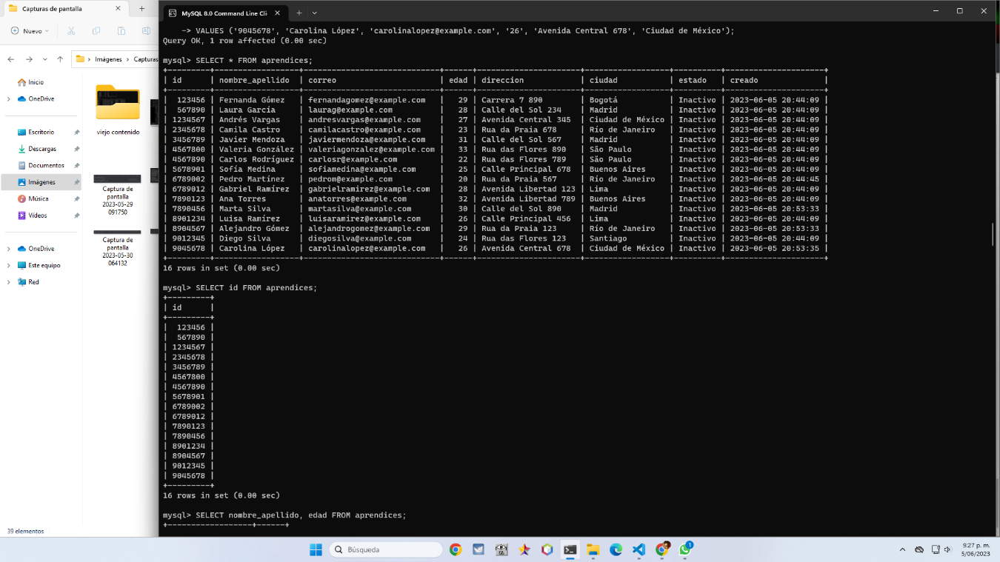 Capturas de pantalla
Nuevo
Imágenes > Capturas
Inicio
OneDrive
Escritorio
Descargas
Documentos
Imágenes
Música
Vídeos
OneDrive
Este equipo
Red
viejo contenido
Captura de
pantalla
2023-05-29
091750
Captura de
pantalla
2023-05-30
064132
39 elementos
MySQL 8.0 Command Line Cli
-> VALUES ('9045678', 'Carolina López', 'carolinalopez@example.com', '26', 'Avenida Central 678', 'Ciudad de México');
Query OK, 1 row affected (0.00 sec)
mysql> SELECT * FROM aprendices;
| id | nombre_apellido | correo | edad | direccion | ciudad | estado | creado |
| 123456 | Fernanda Gómez | fernandagomez@example.com | 29 | Carrera 7 890 | Bogotá | Inactivo | 2023-06-05 20:44:09 |
| 567890 | Laura García | laurag@example.com | 28 | Calle del Sol 234 | Madrid | Inactivo | 2023-06-05 20:44:09 |
| 1234567 | Andrés Vargas | andresvargas@example.com | 27 | Avenida Central 345 | Ciudad de México | Inactivo | 2023-06-05 20:44:09 |
| 2345678 | Camila Castro | camilacastro@example.com | 23 | Rua da Praia 678 | Río de Janeiro | Inactivo | 2023-06-05 20:44:09 |
| 3456789 | Javier Mendoza | javiermendoza@example.com | 31 | Calle del Sol 567 | Madrid | Inactivo | 2023-06-05 20:44:09 |
| 4567800 | Valeria González | valeriagonzalez@example.com | 33 | Rua das Flores 890 | São Paulo | Inactivo | 2023-06-05 20:44:09 |
| 4567890 | Carlos Rodríguez | carlosr@example.com | 22 | Rua das Flores 789 | São Paulo | Inactivo | 2023-06-05 20:44:09 |
| 5678901 | Sofía Medina | sofiamedina@example.com | 25 | Calle Principal 678 | Buenos Aires | Inactivo | 2023-06-05 20:44:09 |
| 6789002 | Pedro Martínez | pedrom@example.com | 20 | Rua da Praia 567 | Río de Janeiro | Inactivo | 2023-06-05 20:44:45 |
| 6789012 | Gabriel Ramírez | gabrielramirez@example.com | 28 | Avenida Libertad 123 | Lima | Inactivo | 2023-06-05 20:44:09 |
| 7890123 | Ana Torres | anatorres@example.com | 32 | Avenida Libertad 789 | Buenos Aires | Inactivo | 2023-06-05 20:44:09 |
| 7890456 | Marta Silva | martasilva@example.com | 30 | Calle del Sol 890 | Madrid | Inactivo | 2023-06-05 20:53:33 |
| 8901234 | Luisa Ramírez | luisaramirez@example.com | 26 | Calle Principal 456 | Lima | Inactivo | 2023-06-05 20:44:09 |
| 8904567 | Alejandro Gómez | alejandrogomez@example.com | 29 | Rua da Praia 123 | Río de Janeiro | Inactivo | 2023-06-05 20:53:33 |
| 9012345 | Diego Silva | diegosilva@example.com | 24 | Rua das Flores 123 | Santiago | Inactivo | 2023-06-05 20:44:09 |
| 9045678 | Carolina López | carolinalopez@example.com | 26 | Avenida Central 678 | Ciudad de México | Inactivo | 2023-06-05 20:53:35 |
16 rows in set (0.00 sec)
mysql> SELECT id FROM aprendices;
| id |
| 123456 |
| 567890 |
| 1234567 |
| 2345678 |
| 3456789 |
| 4567800 |
| 4567890 |
| 5678901 |
| 6789002 |
| 6789012 |
| 7890123 |
| 7890456 |
| 8901234 |
| 8904567 |
| 9012345 |
| 9045678 |
16 rows in set (0.00 sec)
mysql> SELECT nombre_apellido, edad FROM aprendices;
Búsqueda
1
9:27 p. m.
5/06/2023